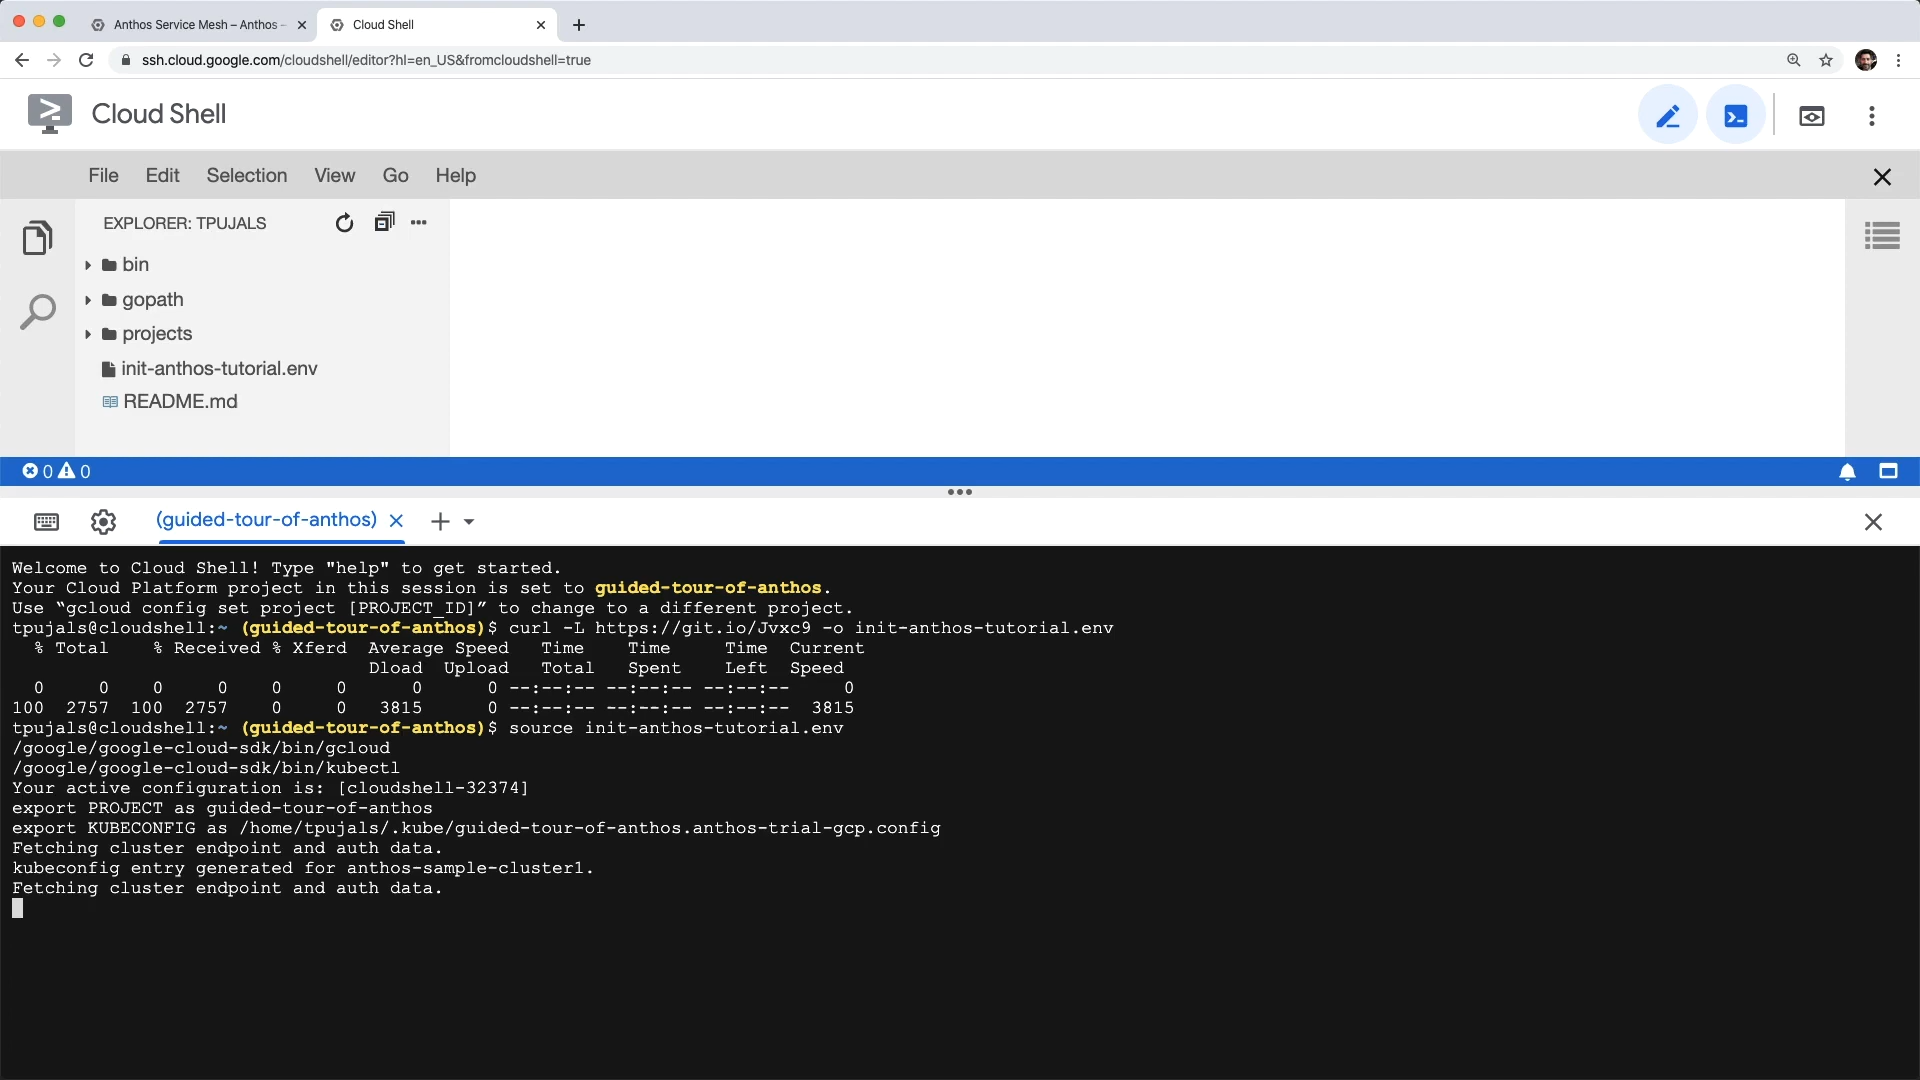 Anthos Service Mesh – Anthos –
Cloud Shell
ssh.cloud.google.com/cloudshell/editor?hl=en_US&fromcloudshell=true
Cloud Shell
File Edit Selection View Go Help
EXPLORER: TPUJALS
bin
gopath
projects
init-anthos-tutorial.env
README.md
0 0
(guided-tour-of-anthos)
Welcome to Cloud Shell! Type "help" to get started.
Your Cloud Platform project in this session is set to guided-tour-of-anthos.
Use “gcloud config set project [PROJECT_ID]” to change to a different project.
tpujals@cloudshell:~ (guided-tour-of-anthos)$ curl -L https://git.io/Jvxc9 -o init-anthos-tutorial.env
% Total % Received % Xferd Average Speed Time Time Time Current
Dload Upload Total Spent Left Speed
0 0 0 0 0 0 0 0 --:--:-- --:--:-- --:--:-- 0
100 2757 100 2757 0 0 3815 0 --:--:-- --:--:-- --:--:-- 3815
tpujals@cloudshell:~ (guided-tour-of-anthos)$ source init-anthos-tutorial.env
/google/google-cloud-sdk/bin/gcloud
/google/google-cloud-sdk/bin/kubectl
Your active configuration is: [cloudshell-32374]
export PROJECT as guided-tour-of-anthos
export KUBECONFIG as /home/tpujals/.kube/guided-tour-of-anthos.anthos-trial-gcp.config
Fetching cluster endpoint and auth data.
kubeconfig entry generated for anthos-sample-cluster1.
Fetching cluster endpoint and auth data.